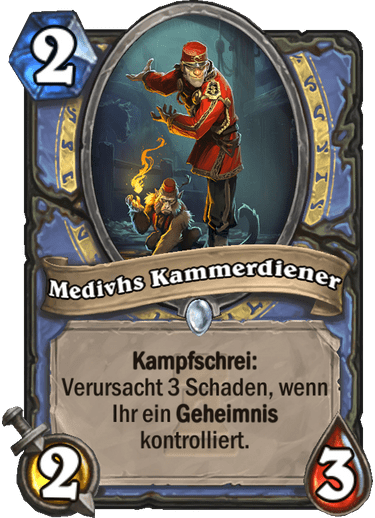 2
Medivhs Kammerdiener
Kampfschrei:
Verursacht 3 Schaden, wenn
Ihr ein Geheimnis
kontrolliert.
2
3